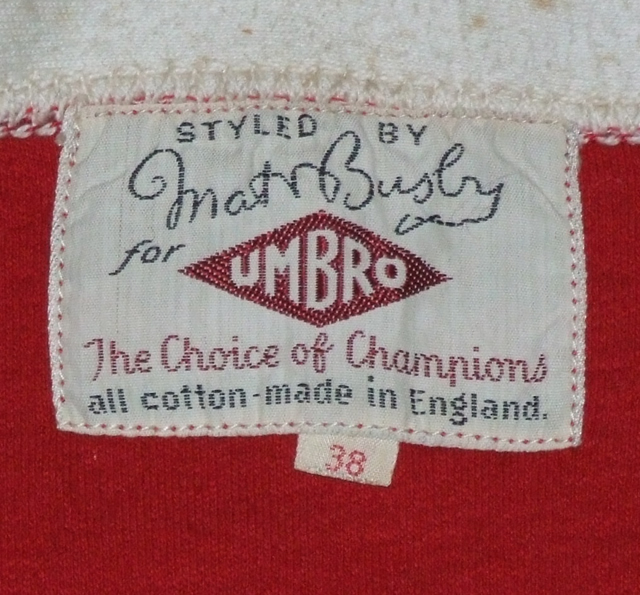 STYLED BY
Matt Busby
for UMBRO
The Choice of Champions
all cotton-made in England.
38